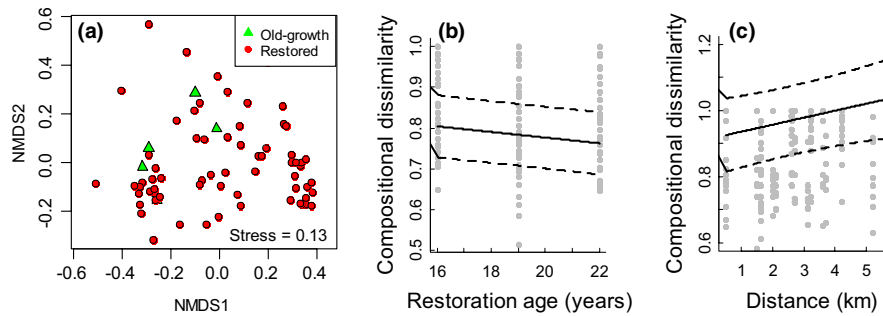 (a)
Old-growth
Restored
NMDS2
0.6
0.4
0.2
0.0
-0.2
Stress = 0.13
-0.6
-0.4
-0.2
0.0
0.2
0.4
NMDS1
(b)
Compositional dissimilarity
1.0
0.9
0.8
0.7
0.6
0.5
16
18
20
22
Restoration age (years)
(c)
Compositional dissimilarity
1.2
1.0
0.8
0.6
1
2
3
4
5
Distance (km)